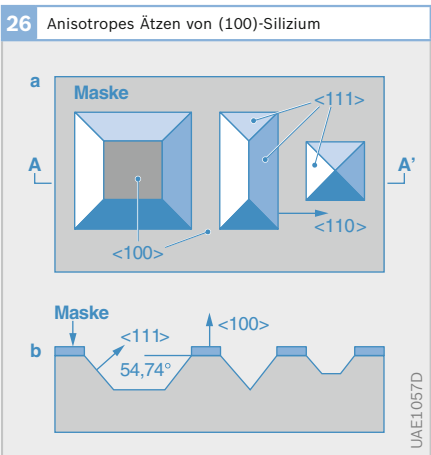 26 Anisotropes Ätzen von (100)-Silizium
a
Maske
<111>
A
A'
<110>
<100>
Maske
<111>
<100>
b
54,74°
UAE1057D